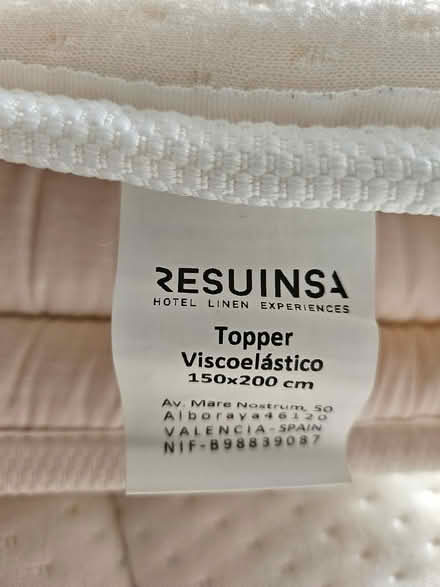 RESUINSA
HOTEL LINEN EXPERIENCES
Topper
Viscoelástico
150x200 cm
Av. Mare Nostrum, 50
Alboraya46120
VALENCIA-SPAIN
NIF-B98839087